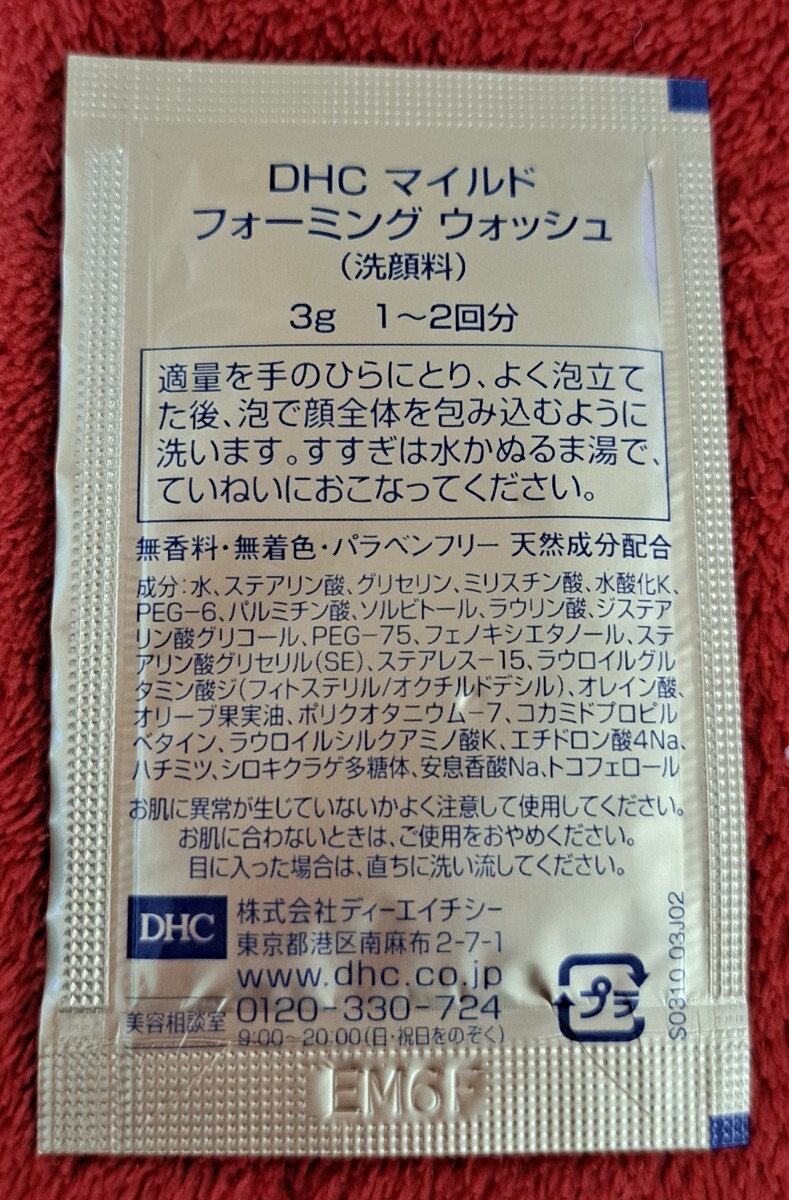 DHC マイルド
フォーミング ウォッシュ
（洗顔料）
3g 1〜2回分
適量を手のひらにとり、よく泡立て
た後、泡で顔全体を包み込むように
洗います。すすぎは水かぬるま湯で、
ていねいにおこなってください。
無香料・無着色・パラベンフリー 天然成分配合
成分：水、ステアリン酸、グリセリン、ミリスチン酸、水酸化K、
PEG-6、パルミチン酸、ソルビトール、ラウリン酸、ジステア
リン酸グリコール、PEG-75、フェノキシエタノール、ステ
アリン酸グリセリル(SE)、ステアレス-15、ラウロイルグル
タミン酸ジ(フィトステリル/オクチルドデシル)、オレイン酸、
オリーブ果実油、ポリクオタニウム-7、コカミドプロピル
ベタイン、ラウロイルシルクアミノ酸K、エチドロン酸4Na、
ハチミツ、シロキクラゲ多糖体、安息香酸Na、トコフェロール
お肌に異常が生じていないかよく注意して使用してください。
お肌に合わないときは、ご使用をおやめください。
目に入った場合は、直ちに洗い流してください。
DHC
株式会社ディーエイチシー
東京都港区南麻布2-7-1
www.dhc.co.jp
美容相談室 0120-330-724
9:00〜20:00(日・祝日をのぞく)
プラ
S0310 03J02
EM6F